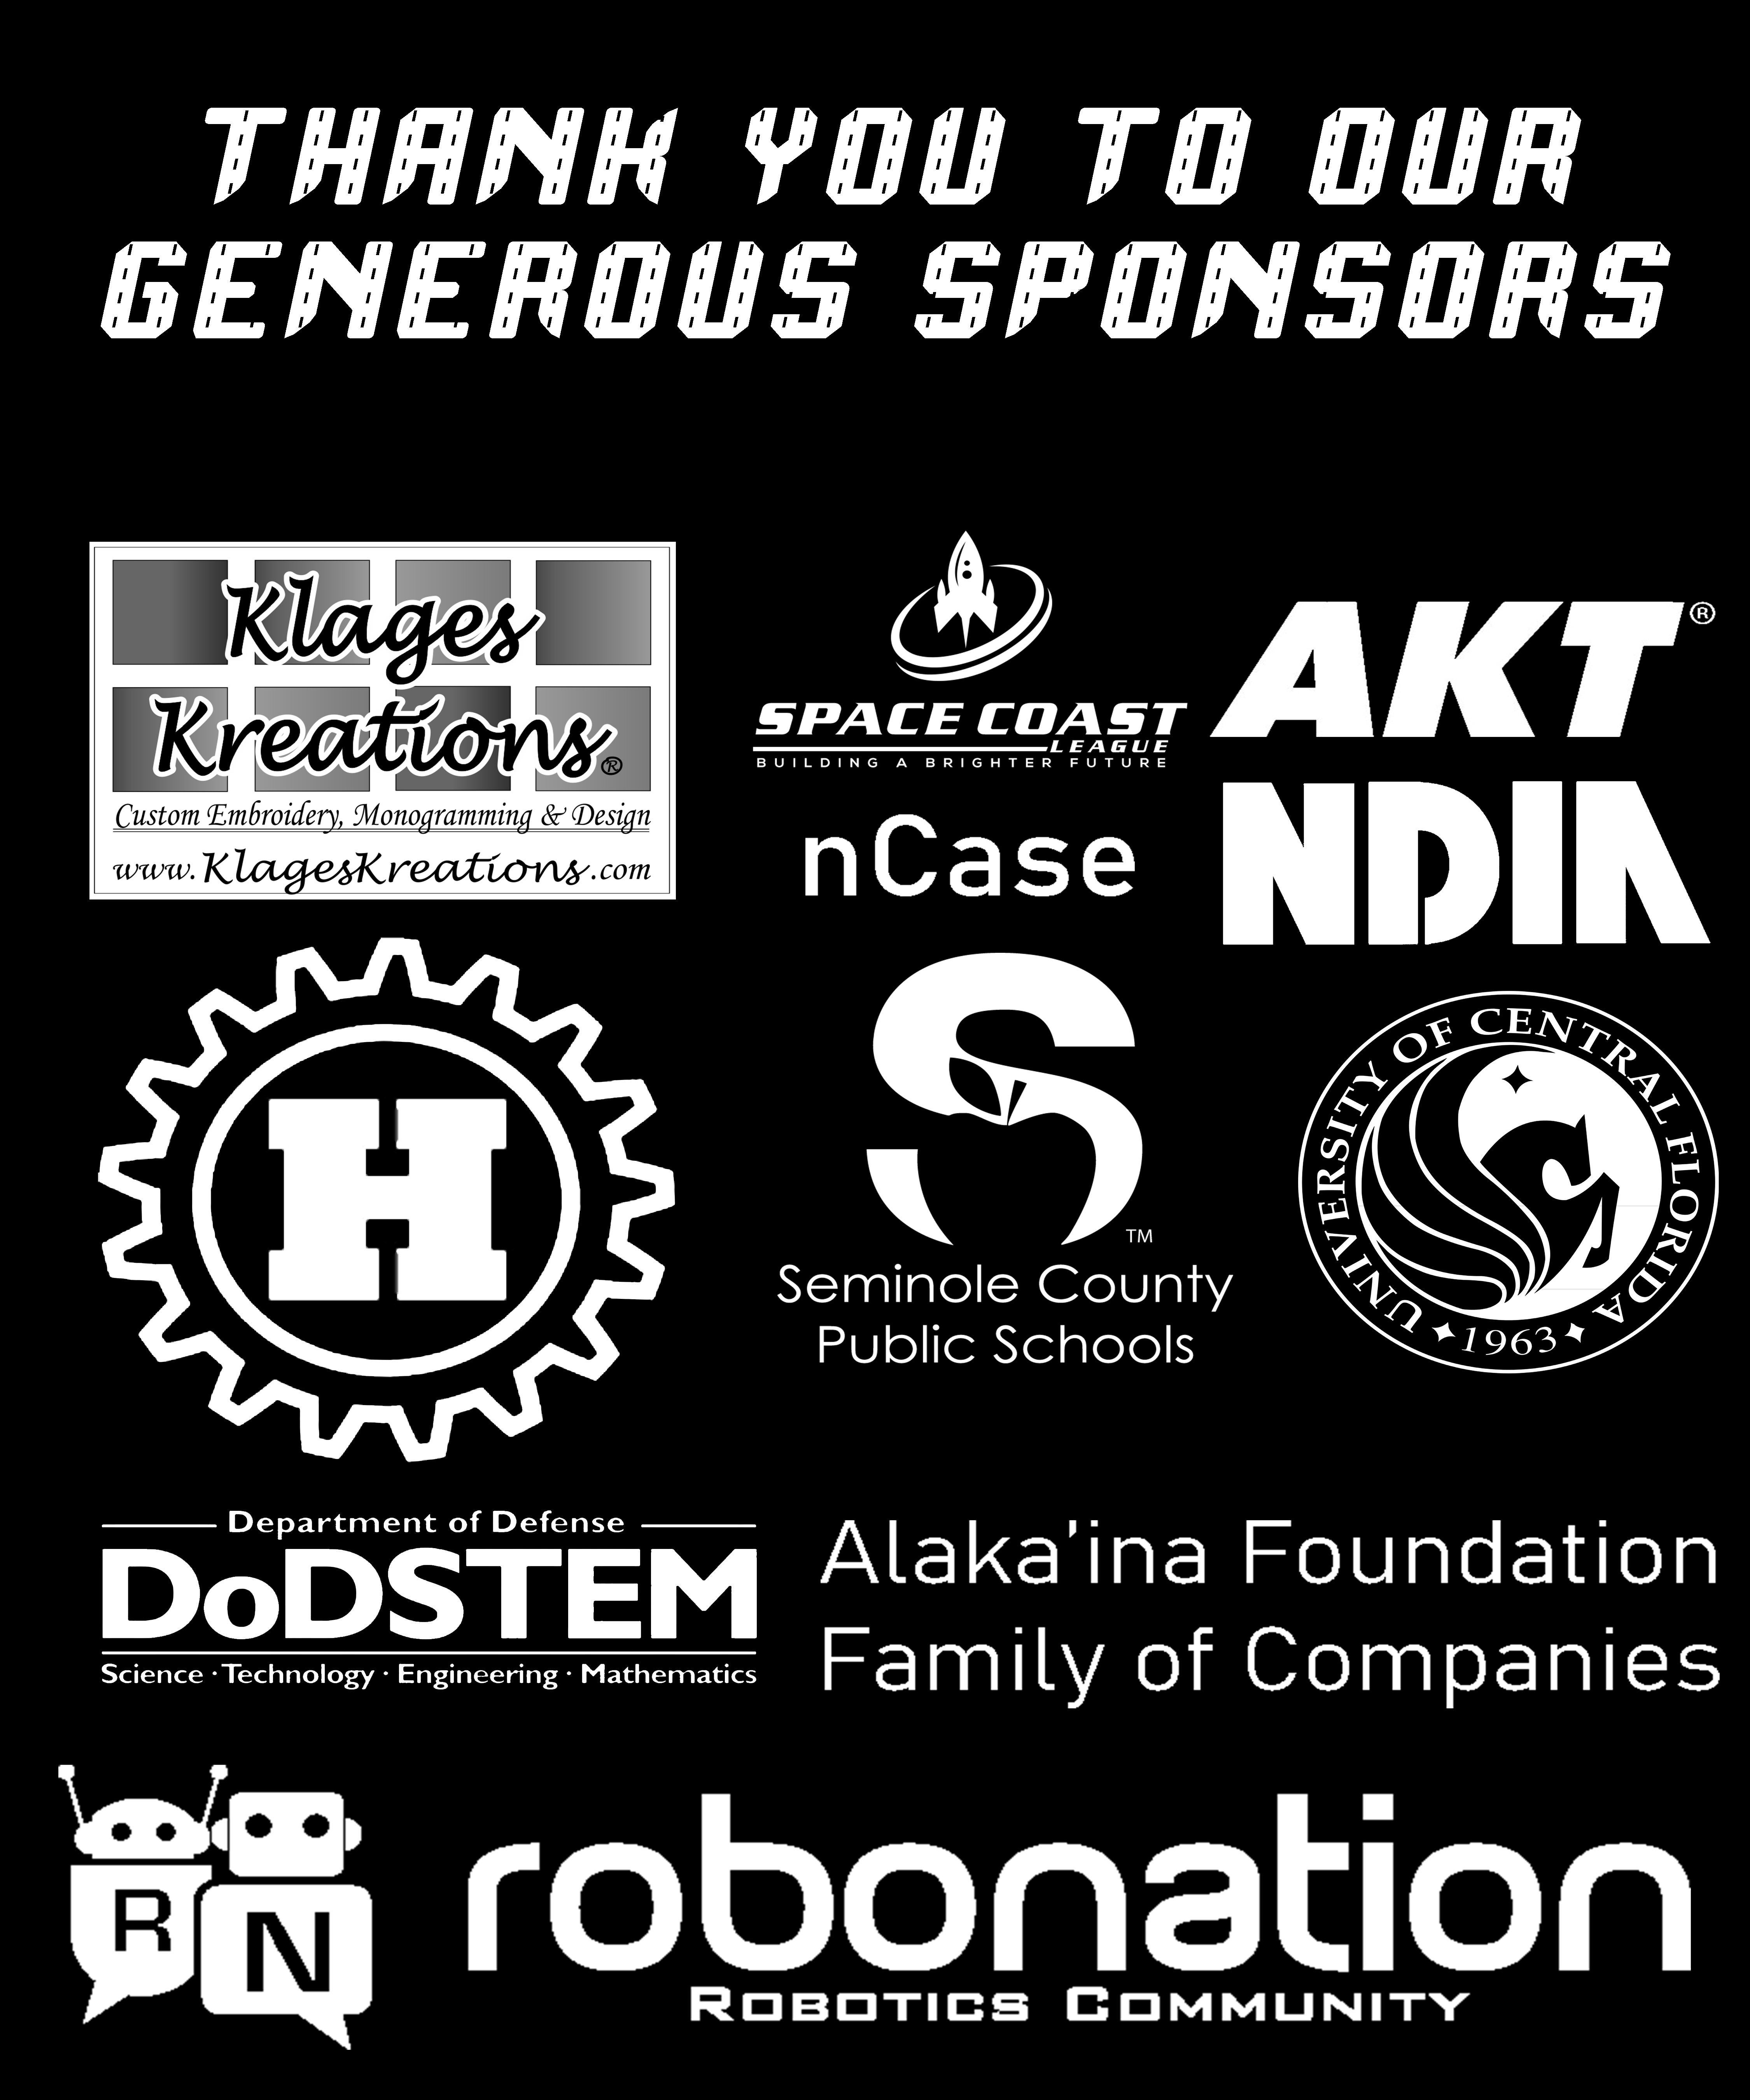 THANK YOU TO OUR
GENEROUS SPONSORS
Klages
Kreations®
Custom Embroidery, Monogramming & Design
www.KlagesKreations.com
SPACE COAST
LEAGUE
BUILDING A BRIGHTER FUTURE
AKT®
nCase
NDIA
H
S
TM
Seminole County
Public Schools
UNIVERSITY OF CENTRAL FLORIDA
1963
Department of Defense
DoDSTEM
Science · Technology · Engineering · Mathematics
Alaka’ina Foundation
Family of Companies
R N
robonation
ROBOTICS COMMUNITY